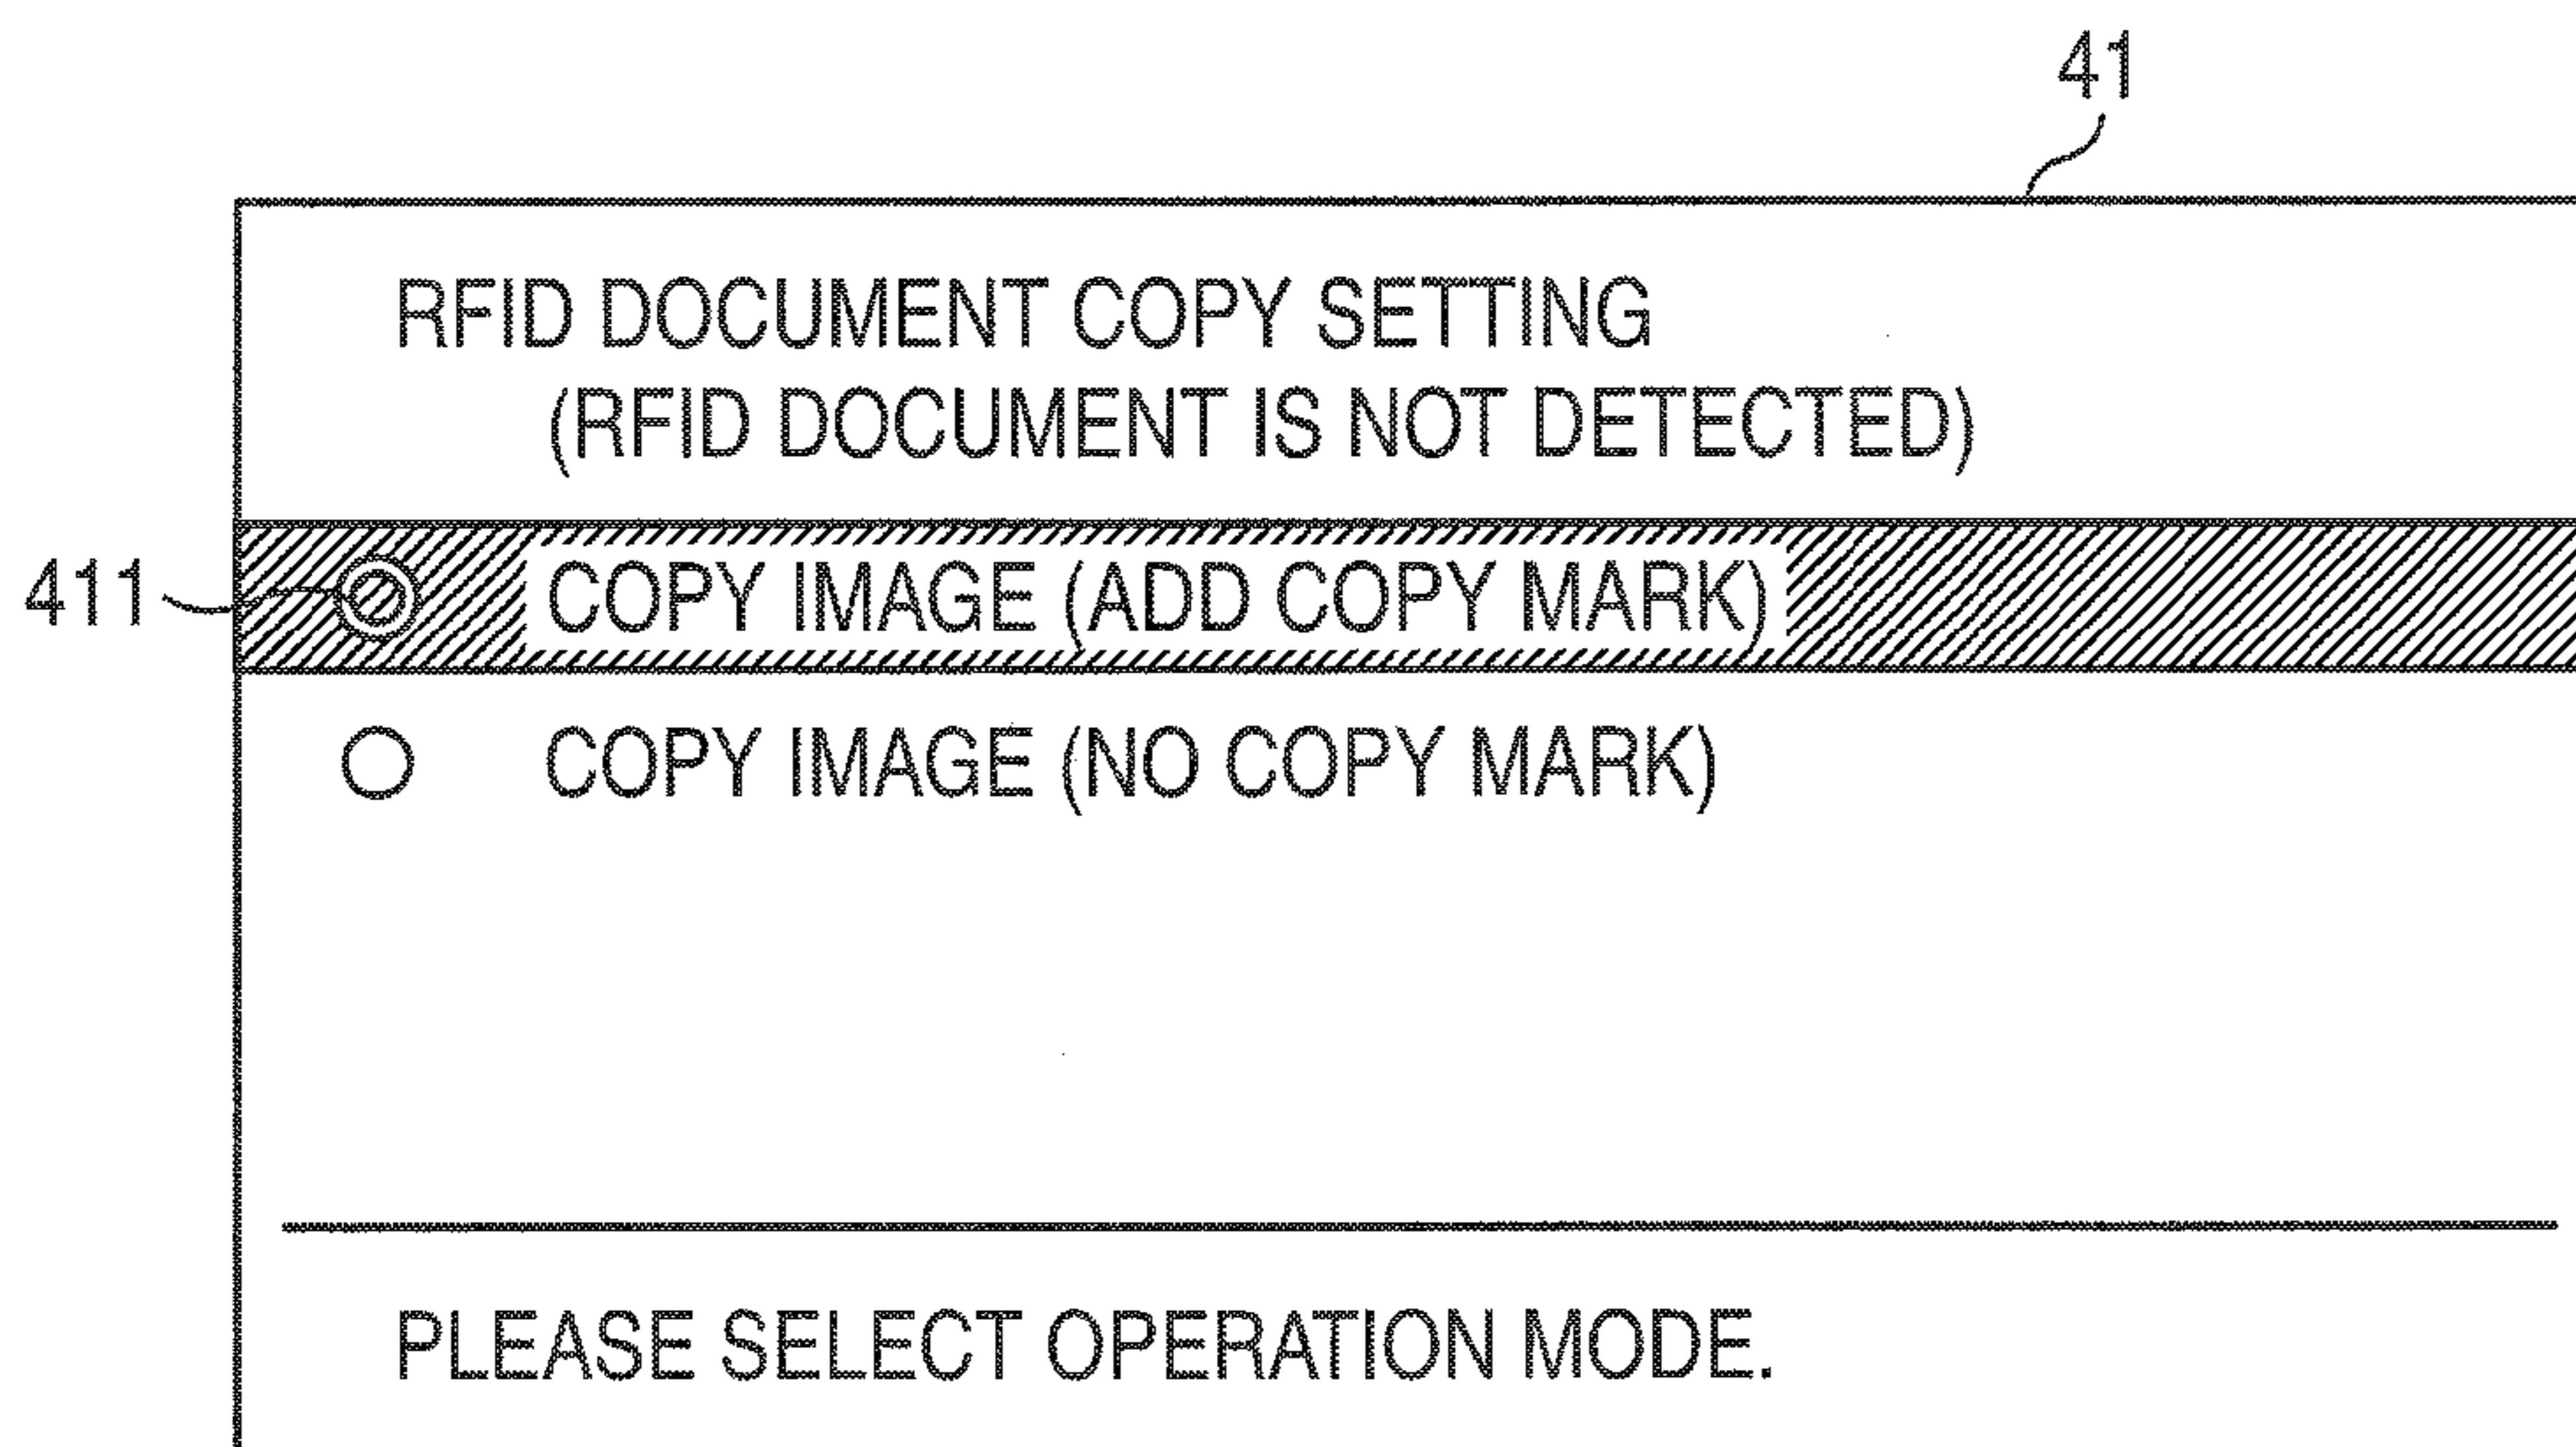 41
RFID DOCUMENT COPY SETTING
(RFID DOCUMENT IS NOT DETECTED)
411
COPY IMAGE (ADD COPY MARK)
COPY IMAGE (NO COPY MARK)
PLEASE SELECT OPERATION MODE.